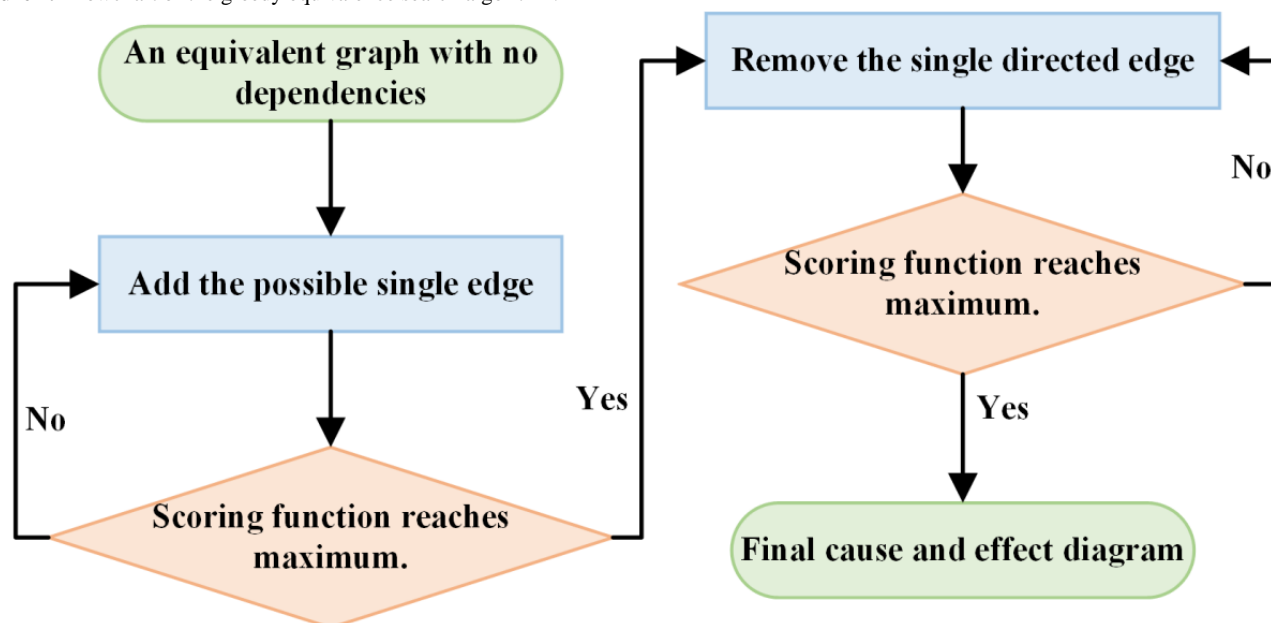 An equivalent graph with no
dependencies
Add the possible single edge
No
Scoring function reaches
maximum.
Yes
Remove the single directed edge
No
Scoring function reaches
maximum.
Yes
Final cause and effect diagram